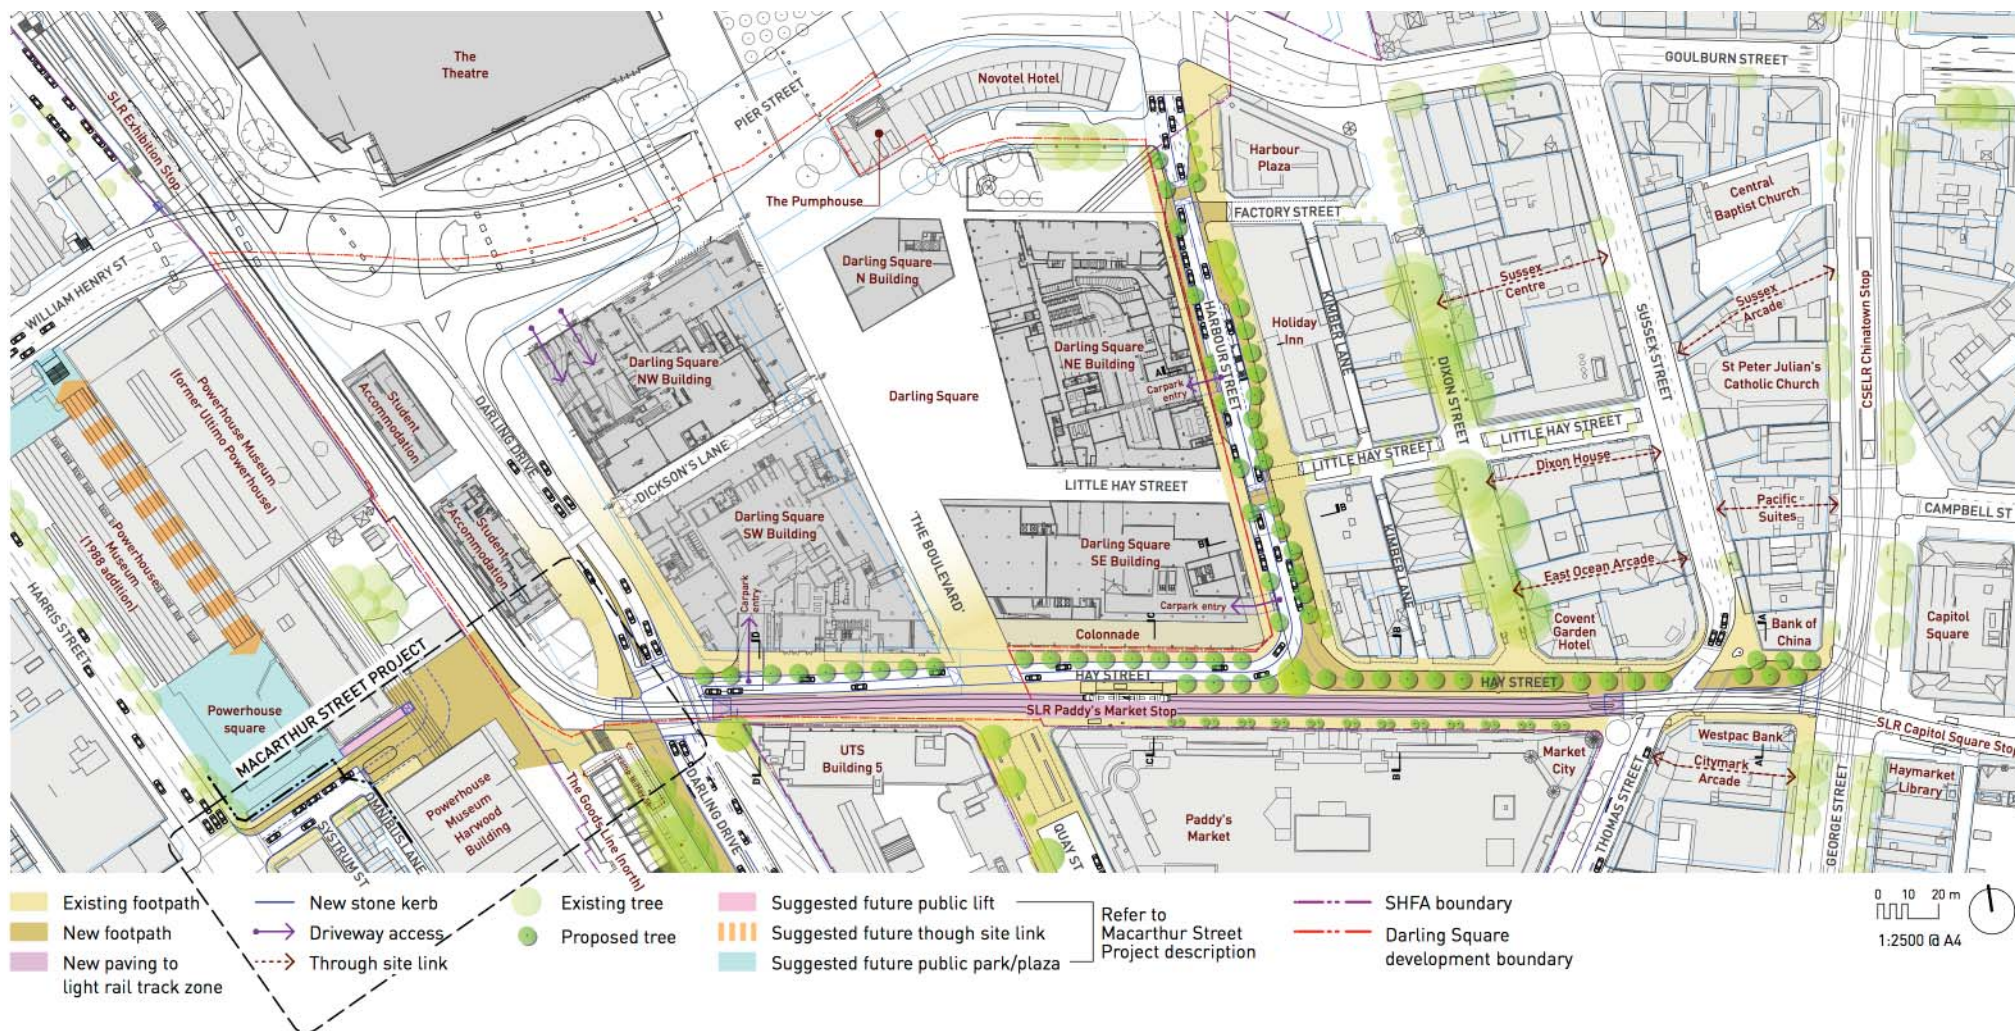 The
Theatre
SLR Exhibition Stop
PIER STREET
Novotel Hotel
GOULBURN STREET
Harbour
Plaza
The Pumphouse
FACTORY STREET
Central
Baptist Church
WILLIAM HENRY ST
Darling Square
N Building
Sussex
Centre
Sussex
Arcade
CSELR Chinatown Stop
HARBOUR STREET
Holiday
Inn
KIMBER LANE
DIXON STREET
SUSSEX STREET
Powerhouse Museum
(former Ultimo Powerhouse)
Student
Accommodation
DARLING DRIVE
Darling Square
NW Building
Darling Square
NE Building
A
Carpark
entry
Darling Square
St Peter Julian's
Catholic Church
LITTLE HAY STREET
LITTLE HAY STREET
DICKSON'S LANE
LITTLE HAY STREET
Dixon House
Student
Accommodation
Powerhouse
Museum
(1988 addition)
Darling Square
SW Building
'THE BOULEVARD'
Darling Square
SE Building
B
B
KIMBER LANE
Pacific
Suites
CAMPBELL ST
East Ocean Arcade
HARRIS STREET
Carpark
entry
D
Carpark entry
C
Colonnade
B
Covent
Garden
Hotel
A
Bank of
China
Capitol
Square
MACARTHUR STREET PROJECT
Powerhouse
square
HAY STREET
HAY STREET
SLR Paddy's Market Stop
SLR Capitol Square Stop
UTS
Building 5
D
C
B
Market
City
Westpac Bank
A
Citymark
Arcade
Haymarket
Library
Powerhouse
Museum
Harwood
Building
OMNIBUS LANE
SYSTRUM ST
The Goods Line (north)
DARLING DRIVE
QUAY ST
Paddy's
Market
THOMAS STREET
GEORGE STREET
Existing footpath
New footpath
New paving to
light rail track zone
New stone kerb
Driveway access
Through site link
Existing tree
Proposed tree
Suggested future public lift
Suggested future though site link
Suggested future public park/plaza
Refer to
Macarthur Street
Project description
SHFA boundary
Darling Square
development boundary
0 10 20 m
1:2500 @ A4